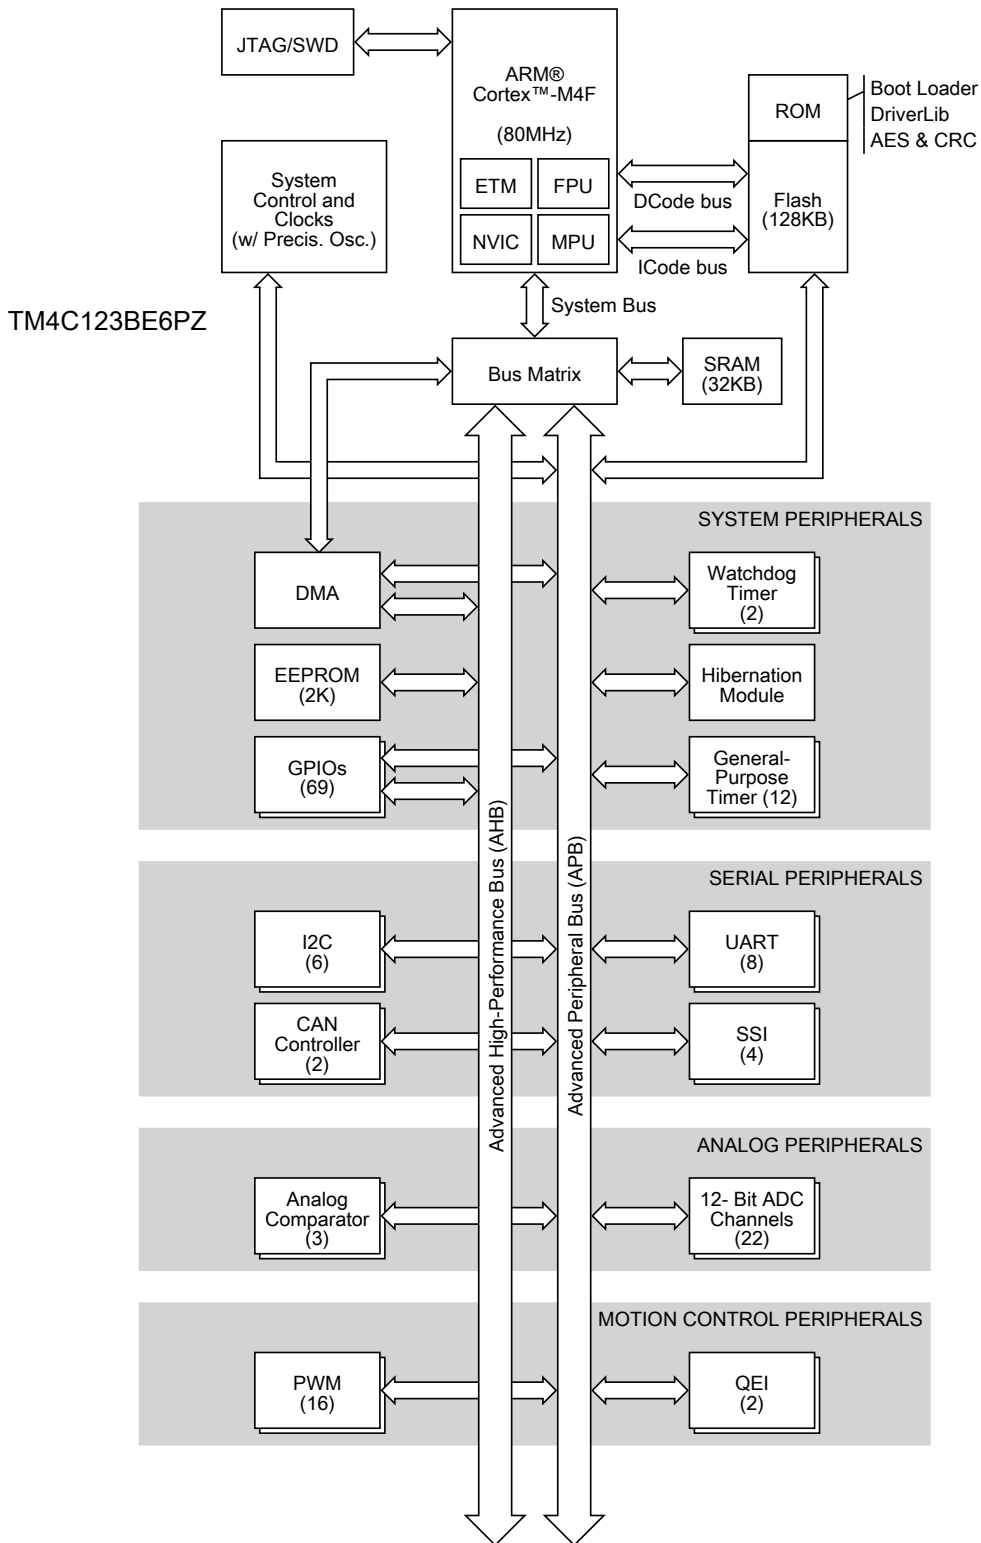 JTAG/SWD
ARM®
Cortex™-M4F
(80MHz)
ETM
FPU
NVIC
MPU
ROM
Boot Loader
DriverLib
AES & CRC
Flash
(128KB)
DCode bus
ICode bus
System
Control and
Clocks
(w/ Precis. Osc.)
System Bus
TM4C123BE6PZ
Bus Matrix
SRAM
(32KB)
SYSTEM PERIPHERALS
DMA
Watchdog
Timer
(2)
EEPROM
(2K)
Hibernation
Module
GPIOs
(69)
General-
Purpose
Timer (12)
Advanced High-Performance Bus (AHB)
Advanced Peripheral Bus (APB)
SERIAL PERIPHERALS
I2C
(6)
UART
(8)
CAN
Controller
(2)
SSI
(4)
ANALOG PERIPHERALS
Analog
Comparator
(3)
12- Bit ADC
Channels
(22)
MOTION CONTROL PERIPHERALS
PWM
(16)
QEI
(2)